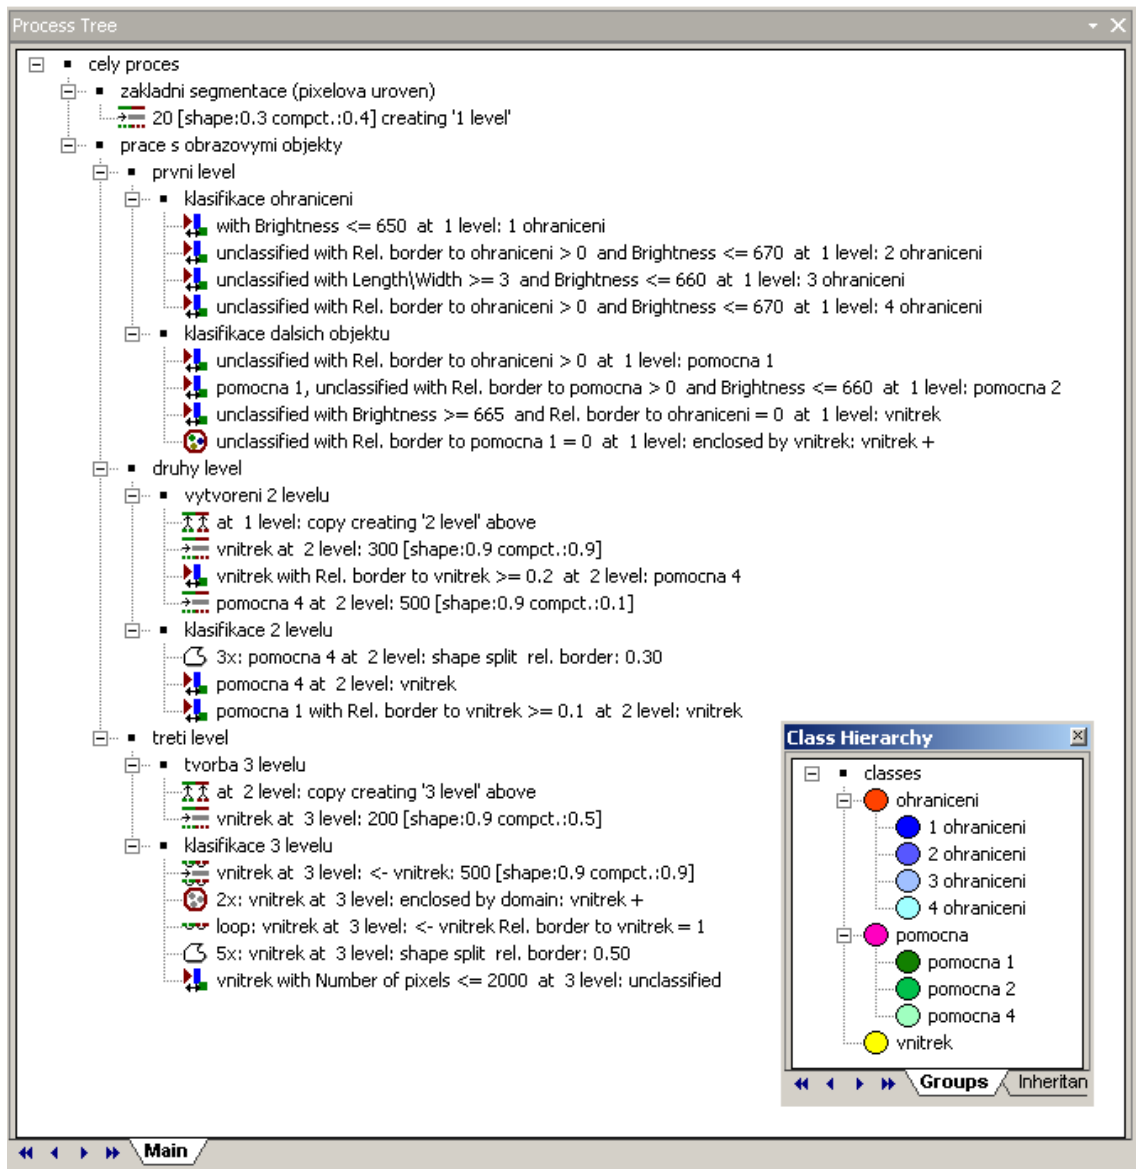 Process Tree
cely proces
zakladni segmentace (pixelova uroven)
20 [shape:0.3 compct.:0.4] creating '1 level'
prace s obrazovymi objekty
prvni level
klasifikace ohraniceni
with Brightness <= 650 at 1 level: 1 ohraniceni
unclassified with Rel. border to ohraniceni > 0 and Brightness <= 670 at 1 level: 2 ohraniceni
unclassified with Length\Width >= 3 and Brightness <= 660 at 1 level: 3 ohraniceni
unclassified with Rel. border to ohraniceni > 0 and Brightness <= 670 at 1 level: 4 ohraniceni
klasifikace dalsich objektu
unclassified with Rel. border to ohraniceni > 0 at 1 level: pomocna 1
pomocna 1, unclassified with Rel. border to pomocna > 0 and Brightness <= 660 at 1 level: pomocna 2
unclassified with Brightness >= 665 and Rel. border to ohraniceni = 0 at 1 level: vnitrek
unclassified with Rel. border to pomocna 1 = 0 at 1 level: enclosed by vnitrek: vnitrek +
druhy level
vytvoreni 2 levelu
at 1 level: copy creating '2 level' above
vnitrek at 2 level: 300 [shape:0.9 compct.:0.9]
vnitrek with Rel. border to vnitrek >= 0.2 at 2 level: pomocna 4
pomocna 4 at 2 level: 500 [shape:0.9 compct.:0.1]
klasifikace 2 levelu
3x: pomocna 4 at 2 level: shape split rel. border: 0.30
pomocna 4 at 2 level: vnitrek
pomocna 1 with Rel. border to vnitrek >= 0.1 at 2 level: vnitrek
treti level
tvorba 3 levelu
at 2 level: copy creating '3 level' above
vnitrek at 3 level: 200 [shape:0.9 compct.:0.5]
klasifikace 3 levelu
vnitrek at 3 level: <- vnitrek: 500 [shape:0.9 compct.:0.9]
2x: vnitrek at 3 level: enclosed by domain: vnitrek +
loop: vnitrek at 3 level: <- vnitrek Rel. border to vnitrek = 1
5x: vnitrek at 3 level: shape split rel. border: 0.50
vnitrek with Number of pixels <= 2000 at 3 level: unclassified
Class Hierarchy
classes
ohraniceni
1 ohraniceni
2 ohraniceni
3 ohraniceni
4 ohraniceni
pomocna
pomocna 1
pomocna 2
pomocna 4
vnitrek
Groups Inheritan
Main